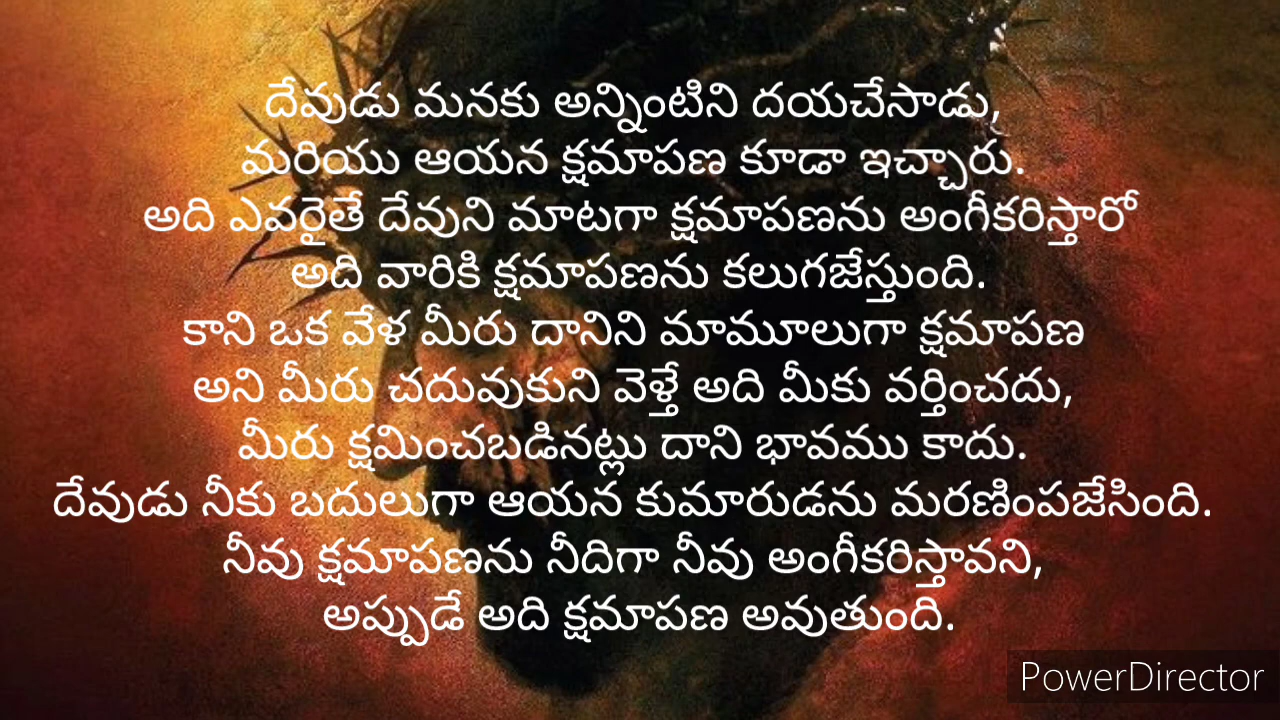 దేవుడు మనకు అన్నింటిని దయచేసాడు,
మరియు ఆయన క్షమాపణ కూడా ఇచ్చారు.
అది ఎవరైతే దేవుని మాటగా క్షమాపణను అంగీకరిస్తారో
అది వారికి క్షమాపణను కలుగజేస్తుంది.
కాని ఒక వేళ మీరు దానిని మామూలుగా క్షమాపణ
అని మీరు చదువుకుని వెళ్తే అది మీకు వర్తించదు,
మీరు క్షమించబడినట్లు దాని భావము కాదు.
దేవుడు నీకు బదులుగా ఆయన కుమారుడను మరణింపజేసింది.
నీవు క్షమాపణను నీదిగా నీవు అంగీకరిస్తావని,
అప్పుడే అది క్షమాపణ అవుతుంది.
PowerDirector